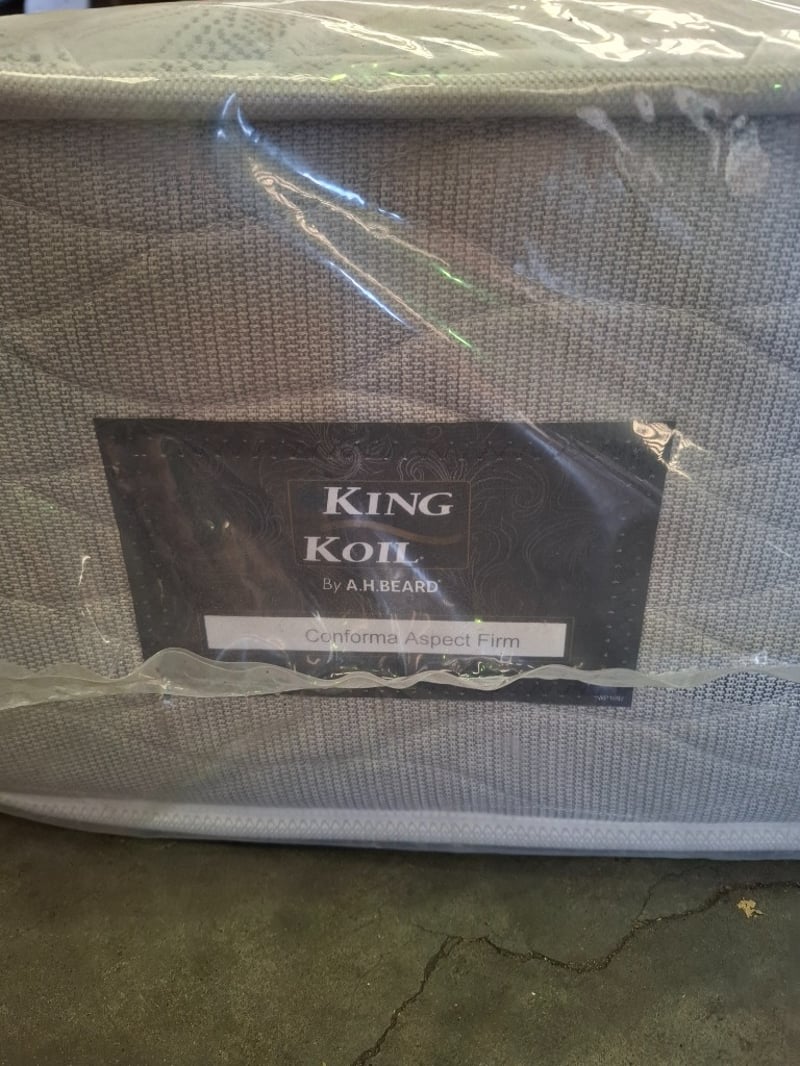 KING
KOIL
By A.H.BEARD
Conforma Aspect Firm